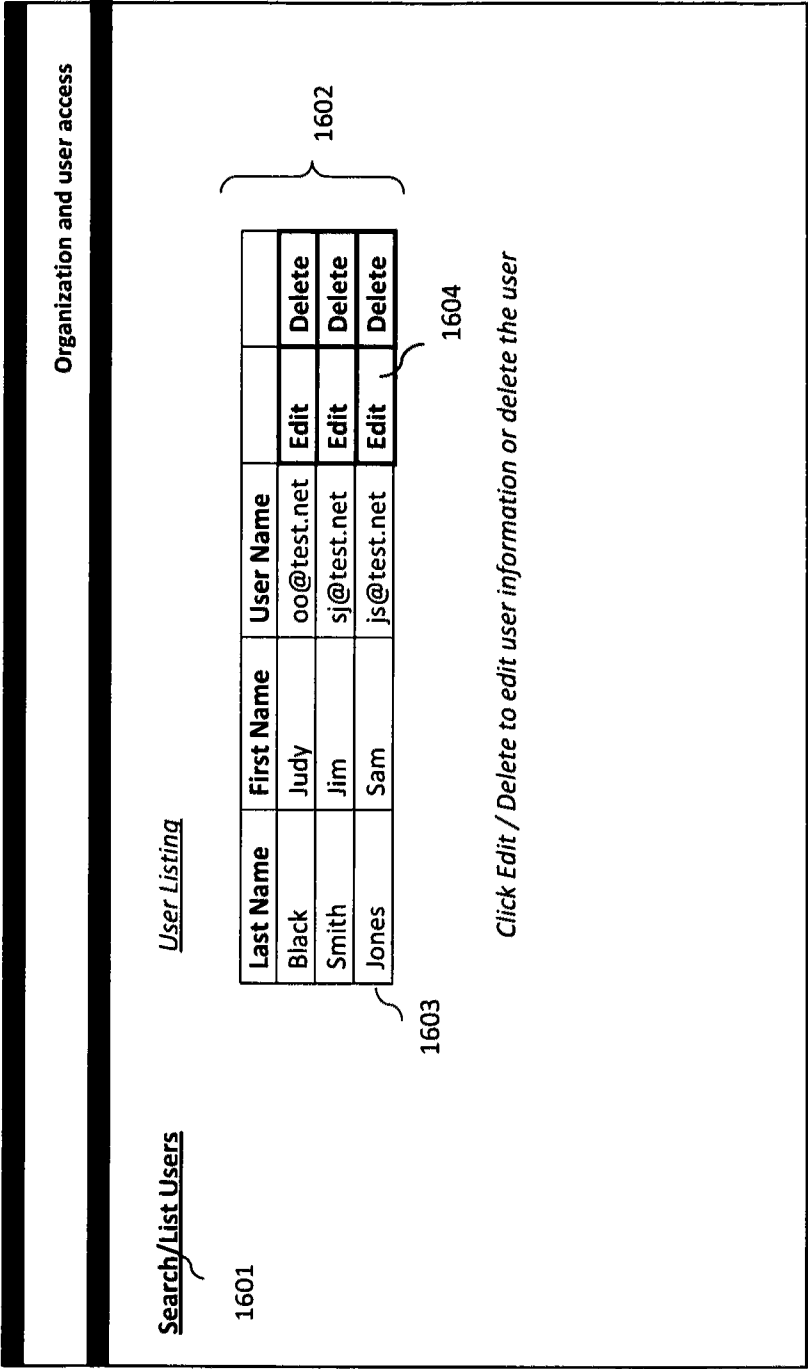 Organization and user access
Search/List Users
1601
User Listing
Last Name First Name User Name
Black Judy oo@test.net Edit Delete
Smith Jim sj@test.net Edit Delete
Jones Sam js@test.net Edit Delete
1602
1603
1604
Click Edit / Delete to edit user information or delete the user